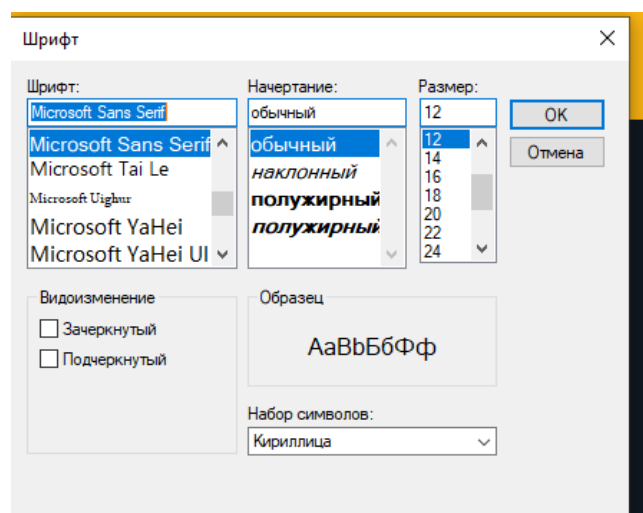 Шрифт
Шрифт:
Microsoft Sans Serif
Microsoft Sans Serif
Microsoft Tai Le
Microsoft Uighur
Microsoft YaHei
Microsoft YaHei UI
Начертание:
обычный
обычный
наклонный
полужирный
полужирный
Размер:
12
12
14
16
18
20
22
24
OK
Отмена
Видоизменение
Зачеркнутый
Подчеркнутый
Образец
АаВbБбФф
Набор символов:
Кириллица